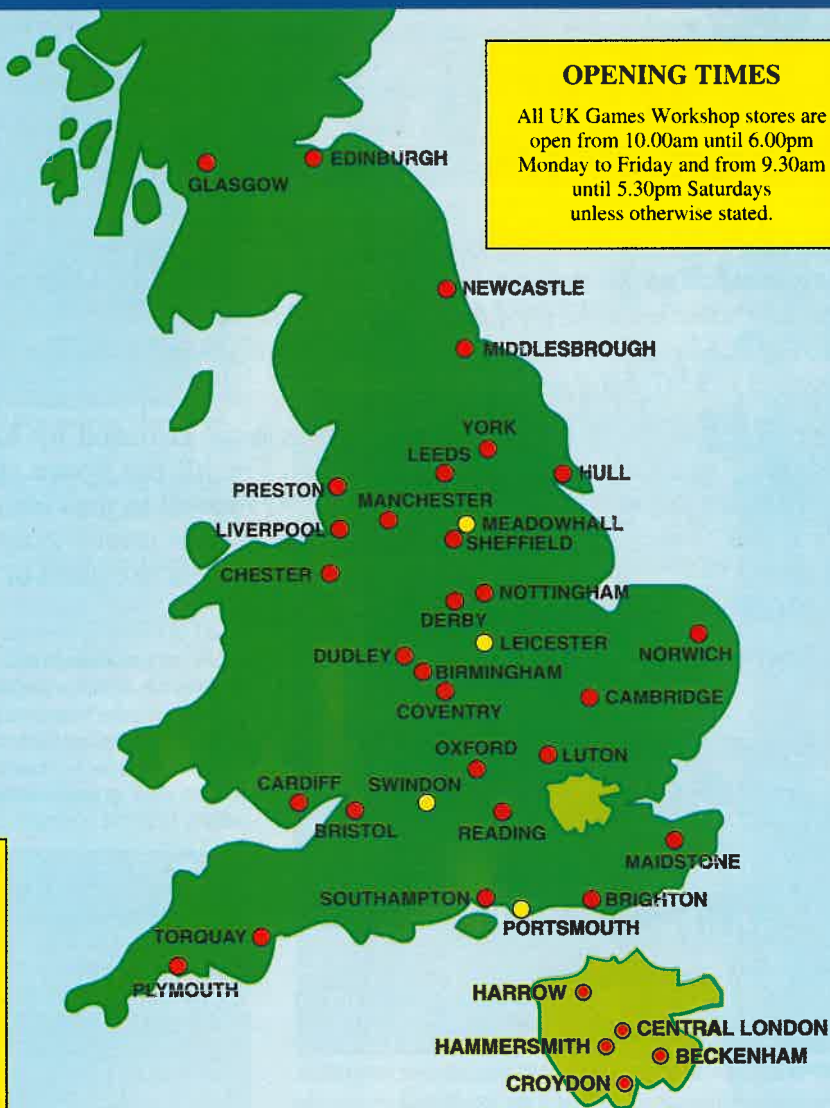 OPENING TIMES
All UK Games Workshop stores are
open from 10.00am until 6.00pm
Monday to Friday and from 9.30am
until 5.30pm Saturdays
unless otherwise stated.
EDINBURGH
GLASGOW
NEWCASTLE
MIDDLESBROUGH
YORK
LEEDS
HULL
PRESTON
MANCHESTER
LIVERPOOL
MEADOWHALL
SHEFFIELD
CHESTER
NOTTINGHAM
DERBY
LEICESTER
NORWICH
DUDLEY
BIRMINGHAM
CAMBRIDGE
COVENTRY
OXFORD
LUTON
CARDIFF
SWINDON
BRISTOL
READING
MAIDSTONE
SOUTHAMPTON
BRIGHTON
PORTSMOUTH
TORQUAY
PLYMOUTH
HARROW
CENTRAL LONDON
HAMMERSMITH
BECKENHAM
CROYDON